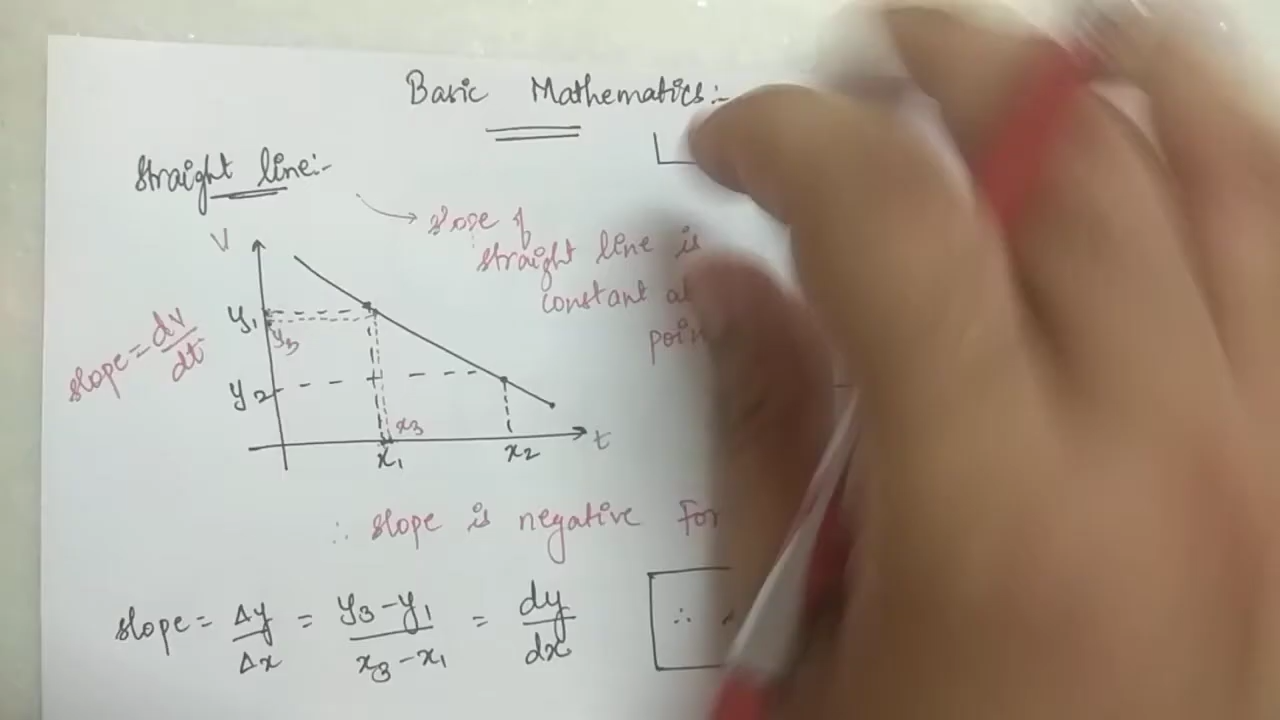 Basic Mathematics:-
Straight line:-
slope of
straight line is
constant at
V
y1
y3
slope = dv/dt
y2
x3
t
x1
x2
∴ slope is negative For
slope = Δy/Δx = y3-y1/x3-x1 = dy/dx
∴